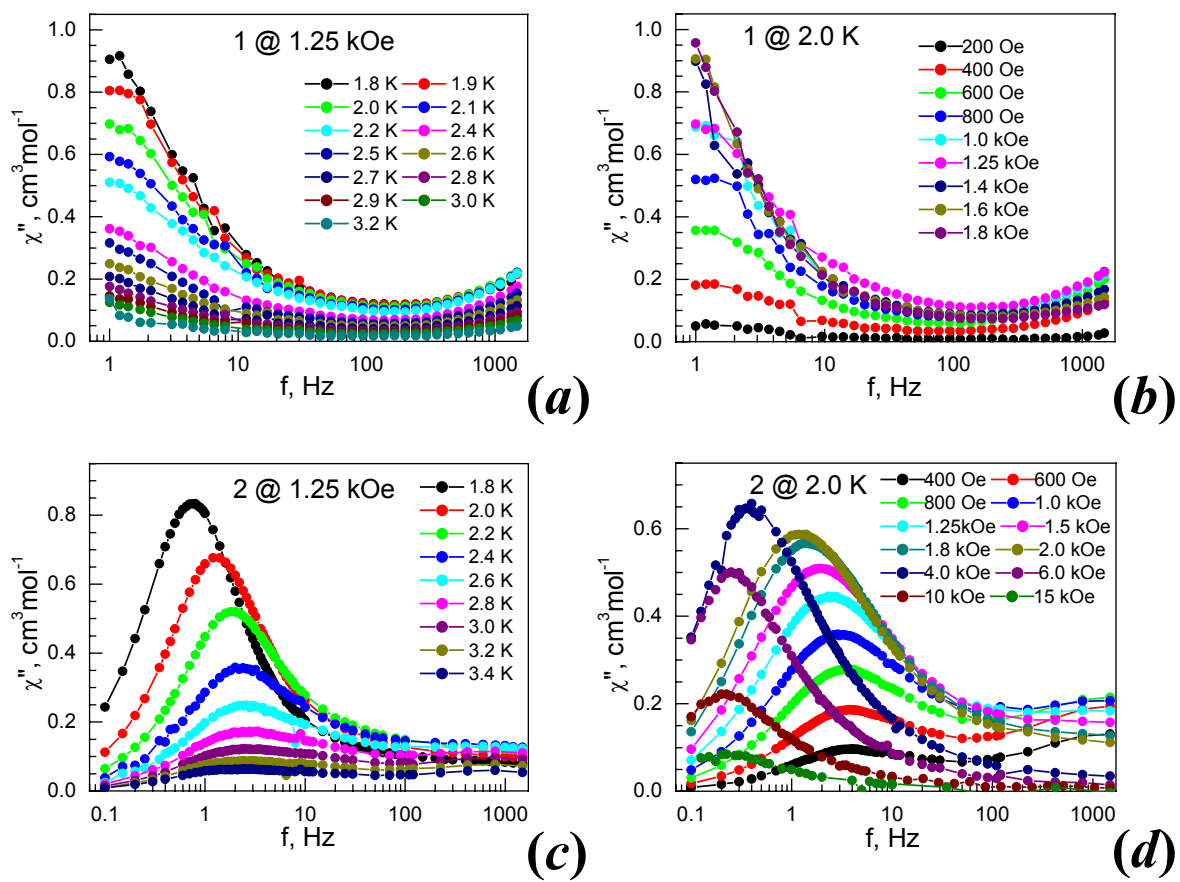 1 @ 1.25 kOe
1.8 K 1.9 K
2.0 K 2.1 K
2.2 K 2.4 K
2.5 K 2.6 K
2.7 K 2.8 K
2.9 K 3.0 K
3.2 K
χ", cm³mol⁻¹
1.0
0.8
0.6
0.4
0.2
0.0
1 10 100 1000
f, Hz
(a)
1 @ 2.0 K
200 Oe
400 Oe
600 Oe
800 Oe
1.0 kOe
1.25 kOe
1.4 kOe
1.6 kOe
1.8 kOe
χ", cm³mol⁻¹
1.0
0.8
0.6
0.4
0.2
0.0
1 10 100 1000
f, Hz
(b)
2 @ 1.25 kOe
1.8 K
2.0 K
2.2 K
2.4 K
2.6 K
2.8 K
3.0 K
3.2 K
3.4 K
χ", cm³mol⁻¹
0.8
0.6
0.4
0.2
0.0
0.1 1 10 100 1000
f, Hz
(c)
2 @ 2.0 K
400 Oe 600 Oe
800 Oe 1.0 kOe
1.25kOe 1.5 kOe
1.8 kOe 2.0 kOe
4.0 kOe 6.0 kOe
10 kOe 15 kOe
χ", cm³mol⁻¹
0.6
0.4
0.2
0.0
0.1 1 10 100 1000
f, Hz
(d)